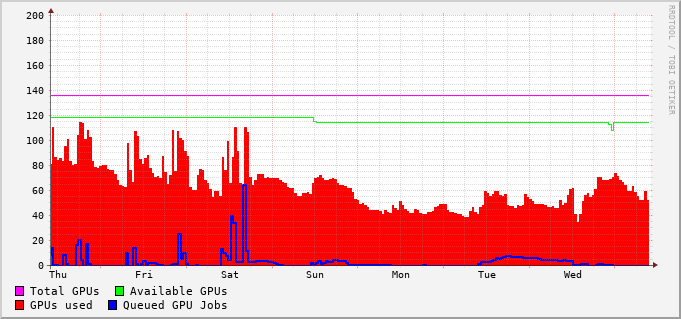 200
180
160
140
120
100
80
60
40
20
0
Thu Fri Sat Sun Mon Tue Wed
Total GPUs Available GPUs
GPUs used Queued GPU Jobs
RRDTOOL / TOBI OETIKER